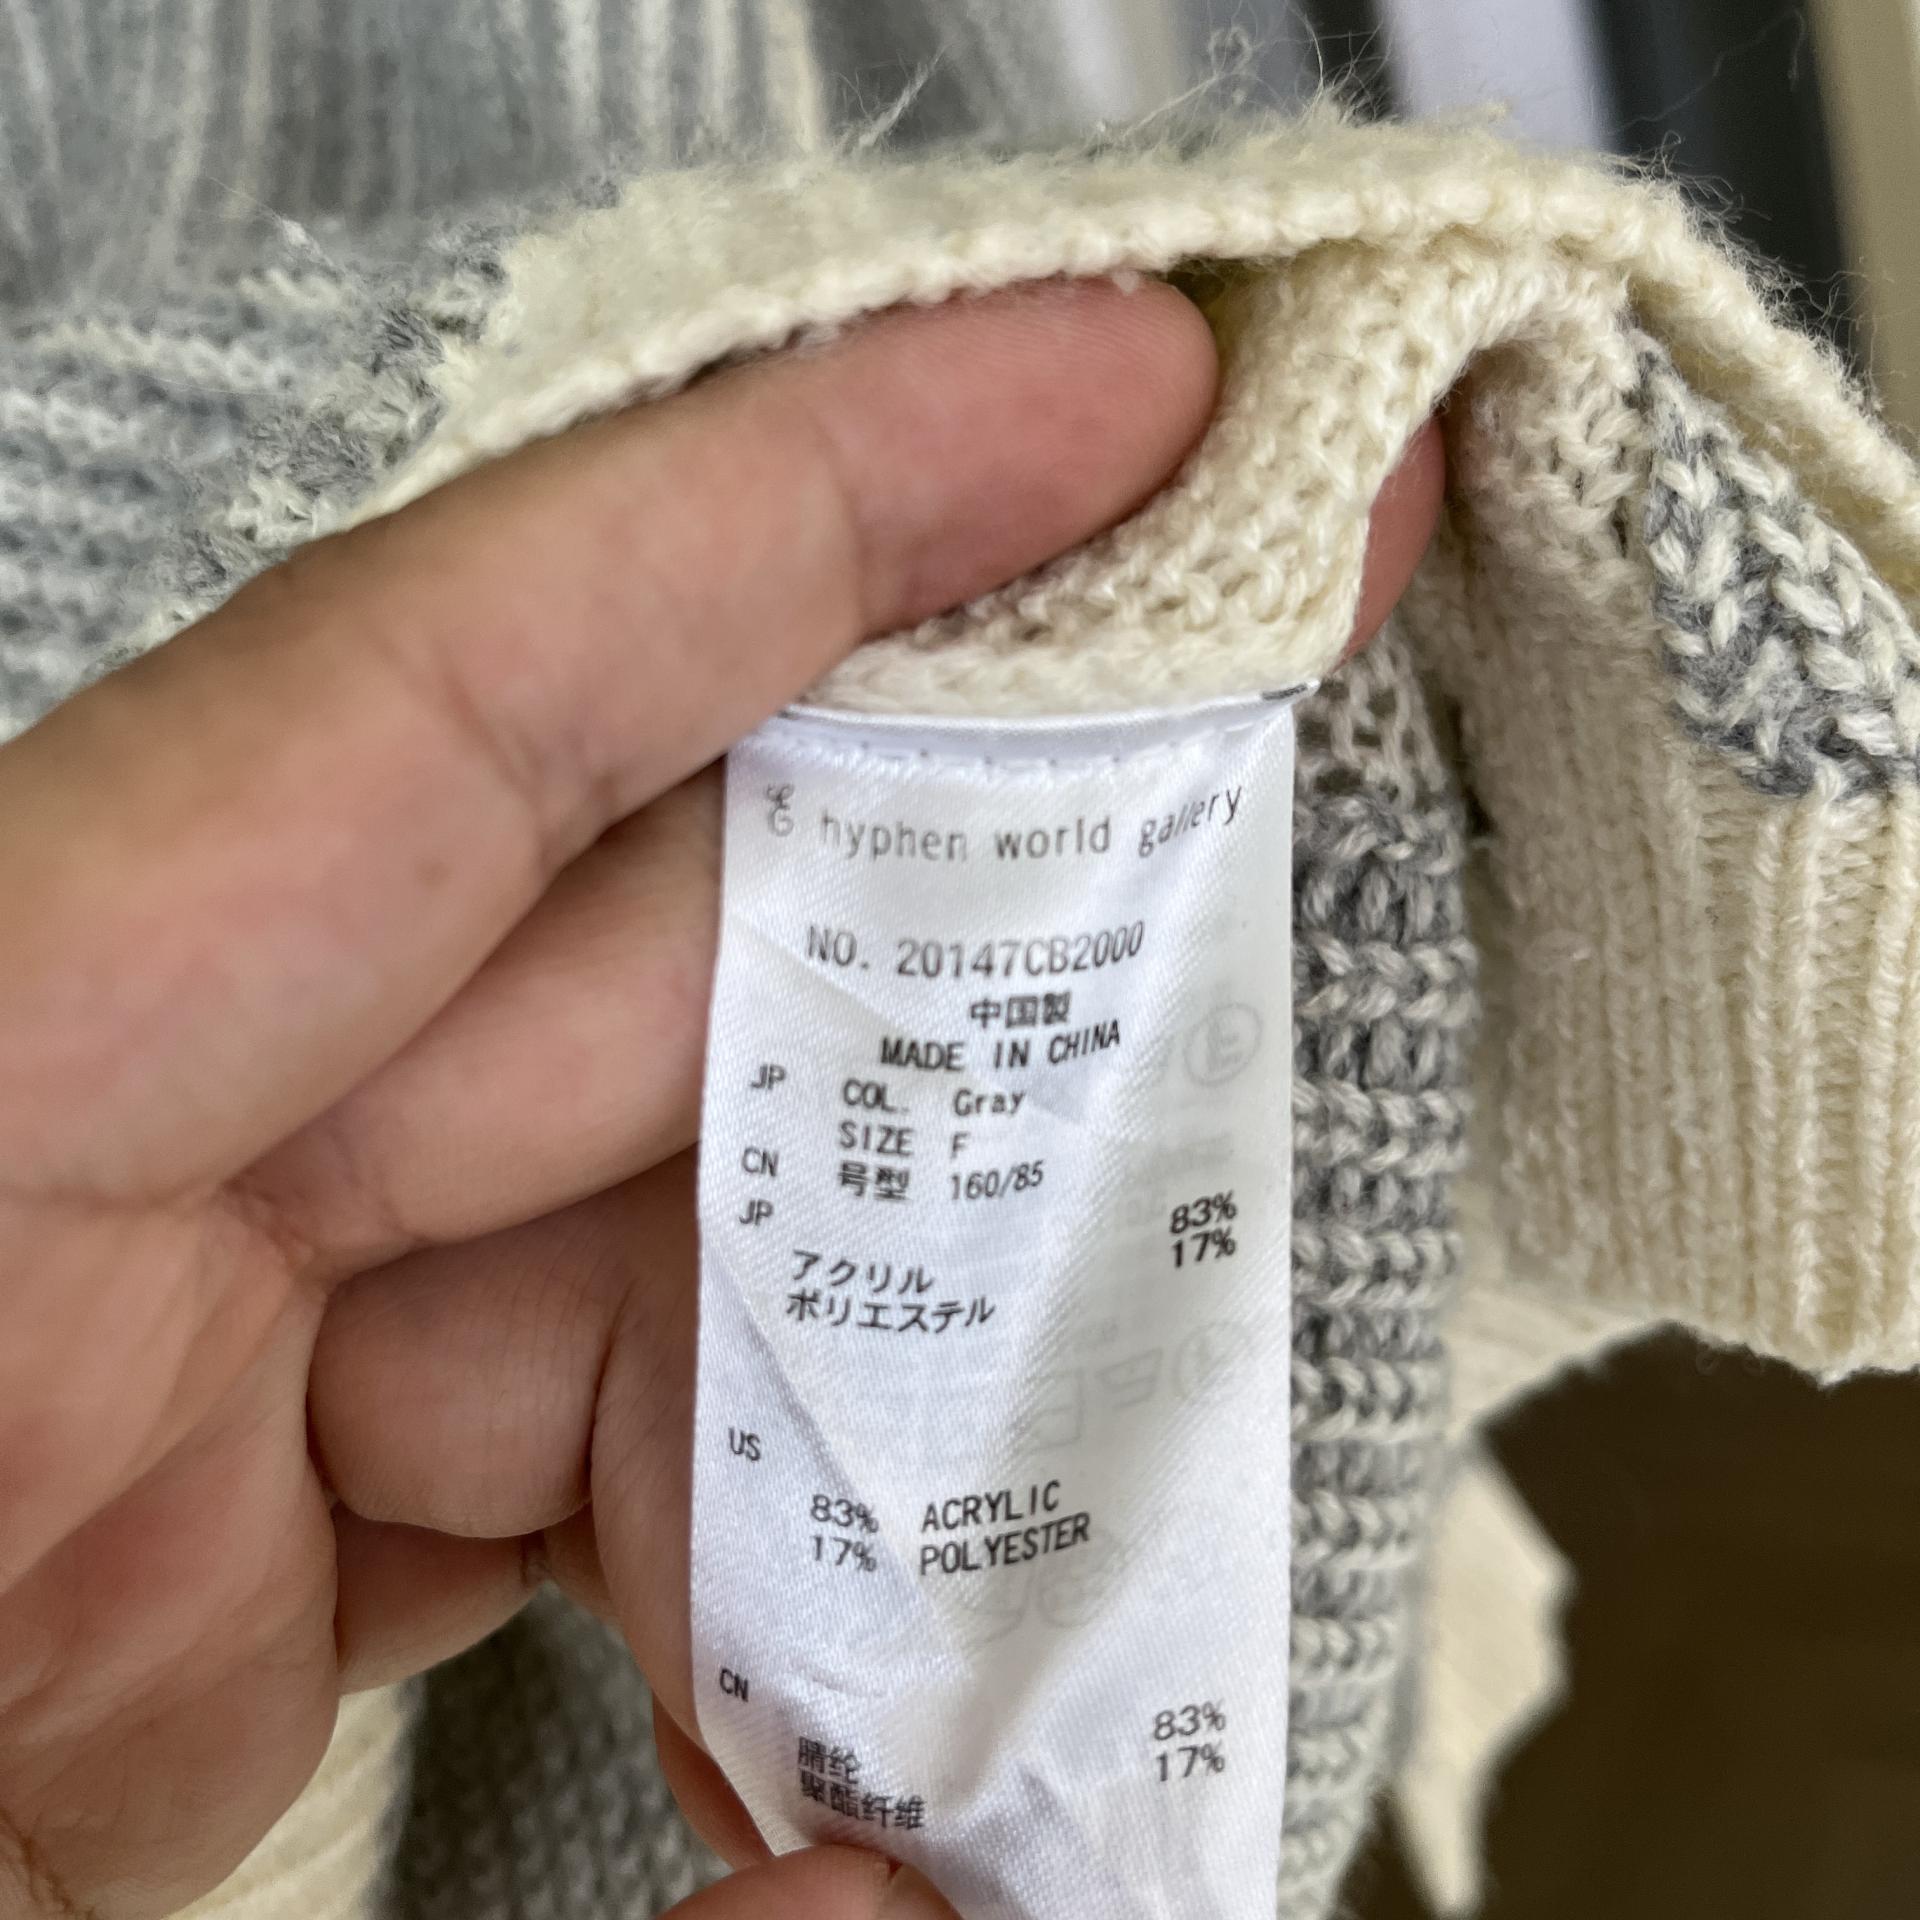 E hyphen world gallery
NO. 20147CB2000
中国製
MADE IN CHINA
JP COL. Gray
SIZE F
CN 号型 160/85
JP
アクリル 83%
ポリエステル 17%
US
83% ACRYLIC
17% POLYESTER
CN
腈纶 83%
聚酯纤维 17%